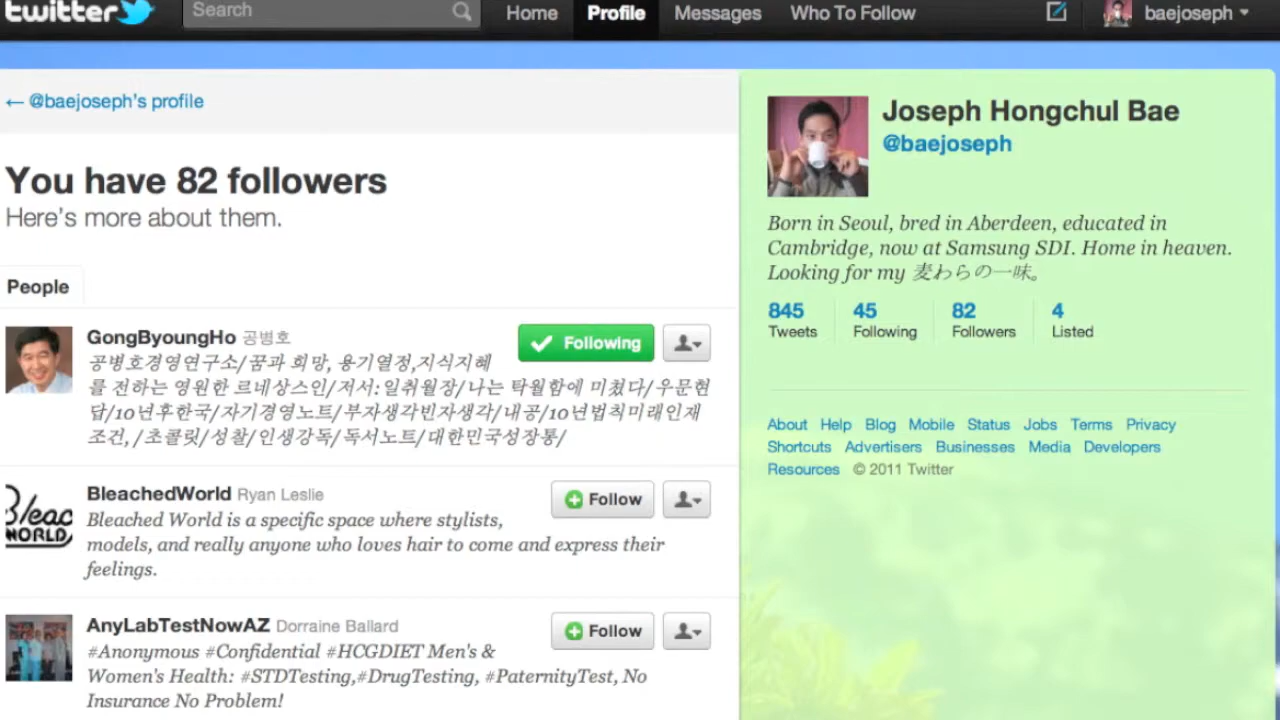 twitter
Search
Home
Profile
Messages
Who To Follow
baejoseph
← @baejoseph's profile
You have 82 followers
Here's more about them.
People
GongByoungHo 공병호
Following
공병호경영연구소/꿈과 희망, 용기열정,지식지혜
를 전하는 영원한 르네상스인/저서:일취월장/나는 탁월함에 미쳤다/우문현
답/10년후한국/자기경영노트/부자생각빈자생각/내공/10년법칙미래인재
조건, /초콜릿/성찰/인생강독/독서노트/대한민국성장통/
BleachedWorld Ryan Leslie
Follow
Bleached World is a specific space where stylists,
models, and really anyone who loves hair to come and express their
feelings.
AnyLabTestNowAZ Dorraine Ballard
Follow
#Anonymous #Confidential #HCGDIET Men's &
Women's Health: #STDTesting,#DrugTesting, #PaternityTest, No
Insurance No Problem!
Joseph Hongchul Bae
@baejoseph
Born in Seoul, bred in Aberdeen, educated in
Cambridge, now at Samsung SDI. Home in heaven.
Looking for my 麦わらの一味。
845 45 82 4
Tweets Following Followers Listed
About Help Blog Mobile Status Jobs Terms Privacy
Shortcuts Advertisers Businesses Media Developers
Resources © 2011 Twitter